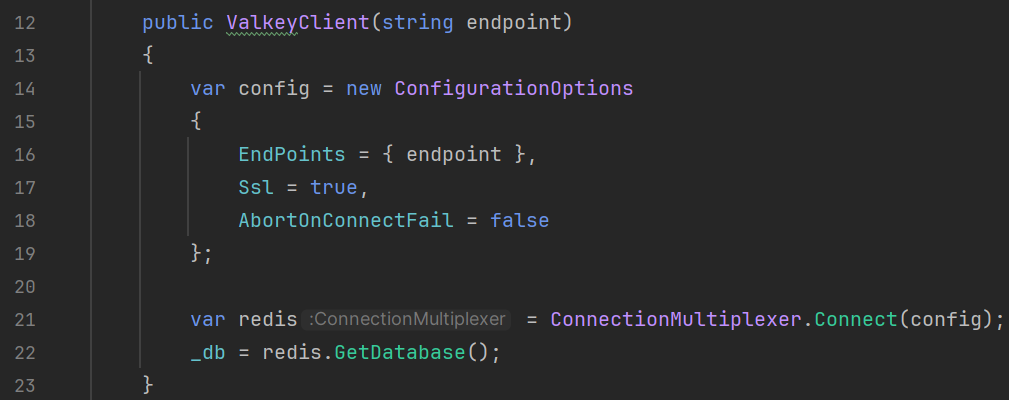 12 public ValkeyClient(string endpoint)
13 {
14 var config = new ConfigurationOptions
15 {
16 EndPoints = { endpoint },
17 Ssl = true,
18 AbortOnConnectFail = false
19 };
20
21 var redis :ConnectionMultiplexer = ConnectionMultiplexer.Connect(config);
22 _db = redis.GetDatabase();
23 }